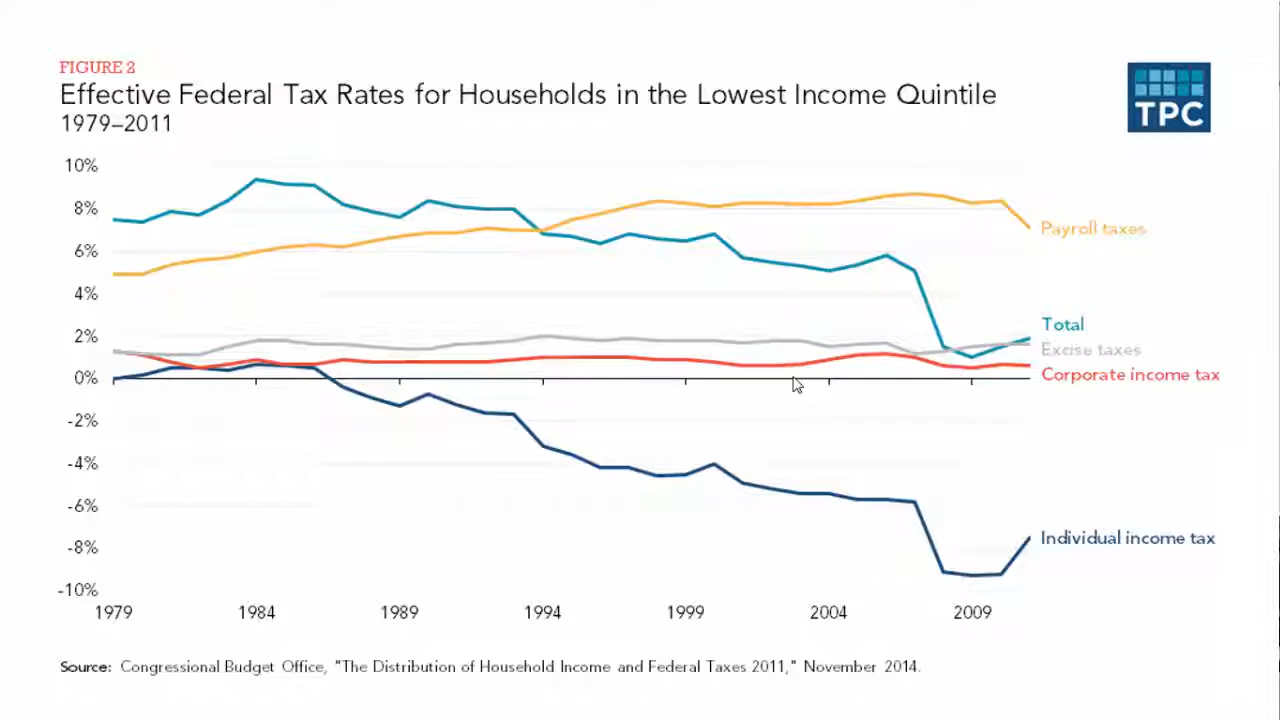 FIGURE 2
Effective Federal Tax Rates for Households in the Lowest Income Quintile
1979–2011
TPC
10%
8%
6%
4%
2%
0%
-2%
-4%
-6%
-8%
-10%
Payroll taxes
Total
Excise taxes
Corporate income tax
Individual income tax
1979 1984 1989 1994 1999 2004 2009
Source: Congressional Budget Office, "The Distribution of Household Income and Federal Taxes 2011," November 2014.